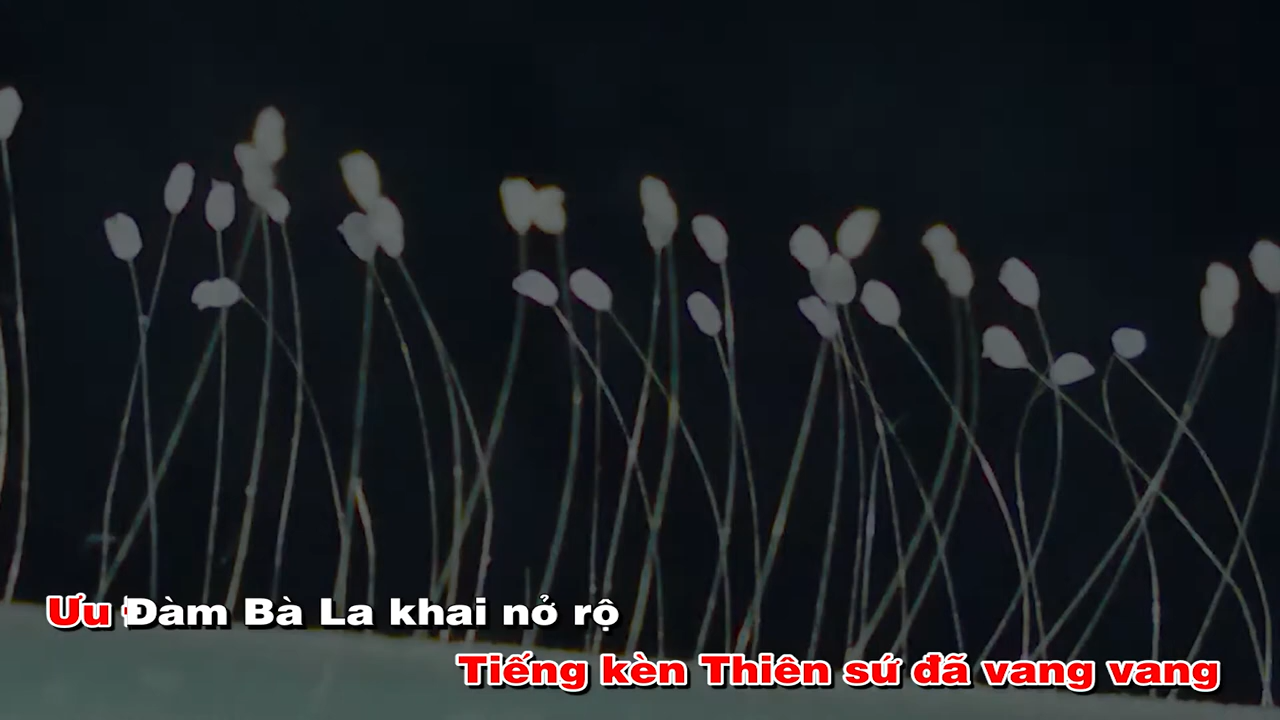 Ưu Đàm Bà La khai nở rộ
Tiếng kèn Thiên sứ đã vang vang